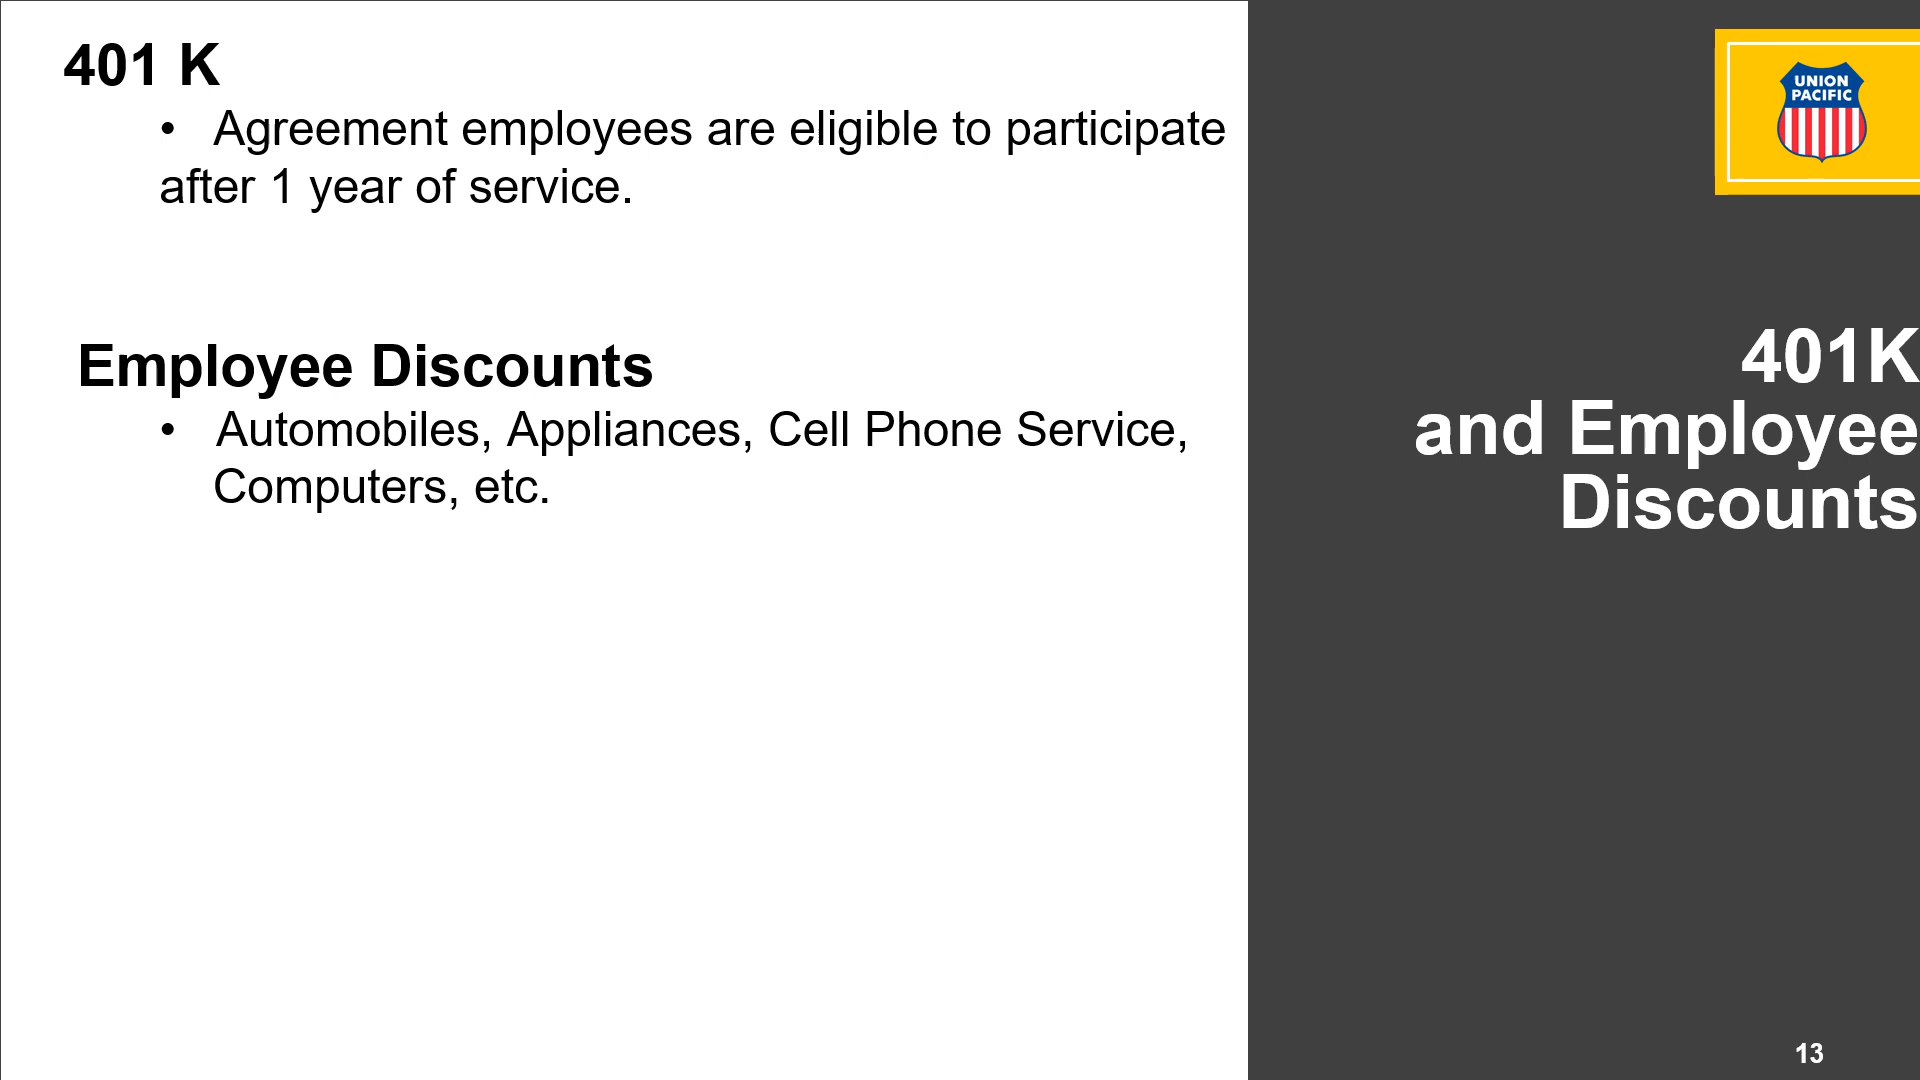 401 K
• Agreement employees are eligible to participate
after 1 year of service.
Employee Discounts
• Automobiles, Appliances, Cell Phone Service,
Computers, etc.
UNION
PACIFIC
401K
and Employee
Discounts
13